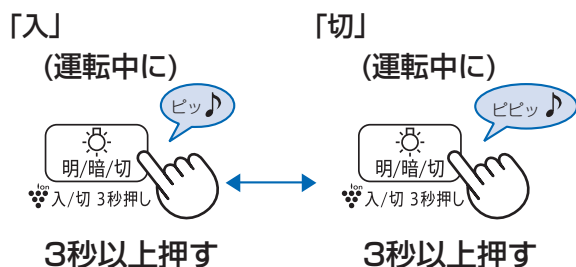 「入」
(運転中に)
ピッ♪
明/暗/切
ion
入/切 3秒押し
3秒以上押す
「切」
(運転中に)
ピピッ♪
明/暗/切
ion
入/切 3秒押し
3秒以上押す